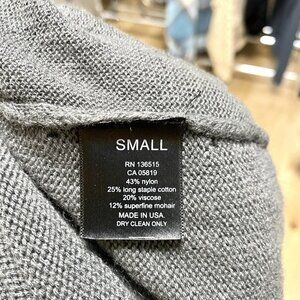 SMALL
RN 136515
CA 05819
43% nylon
25% long staple cotton
20% viscose
12% superfine mohair
MADE IN USA.
DRY CLEAN ONLY